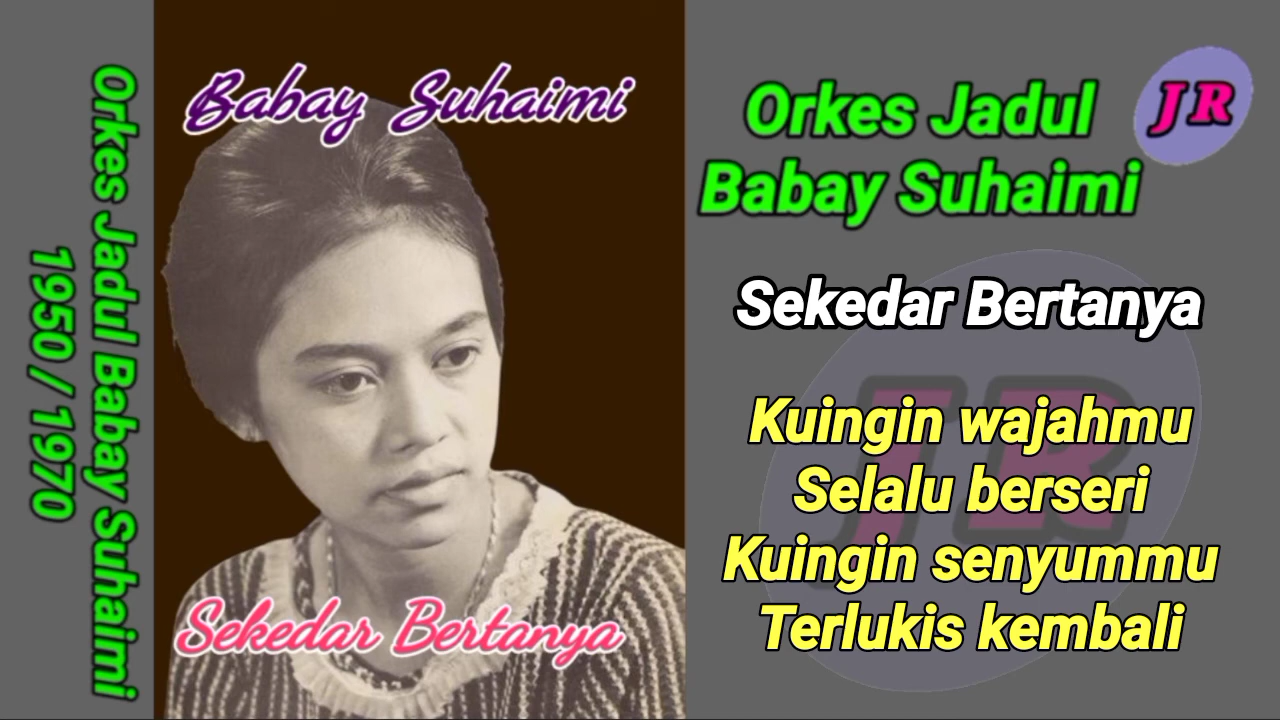 Orkes Jadul Babay Suhaimi
1950 / 1970
Babay Suhaimi
Sekedar Bertanya
Orkes Jadul
Babay Suhaimi
JR
Sekedar Bertanya
Kuingin wajahmu
Selalu berseri
Kuingin senyummu
Terlukis kembali
JR